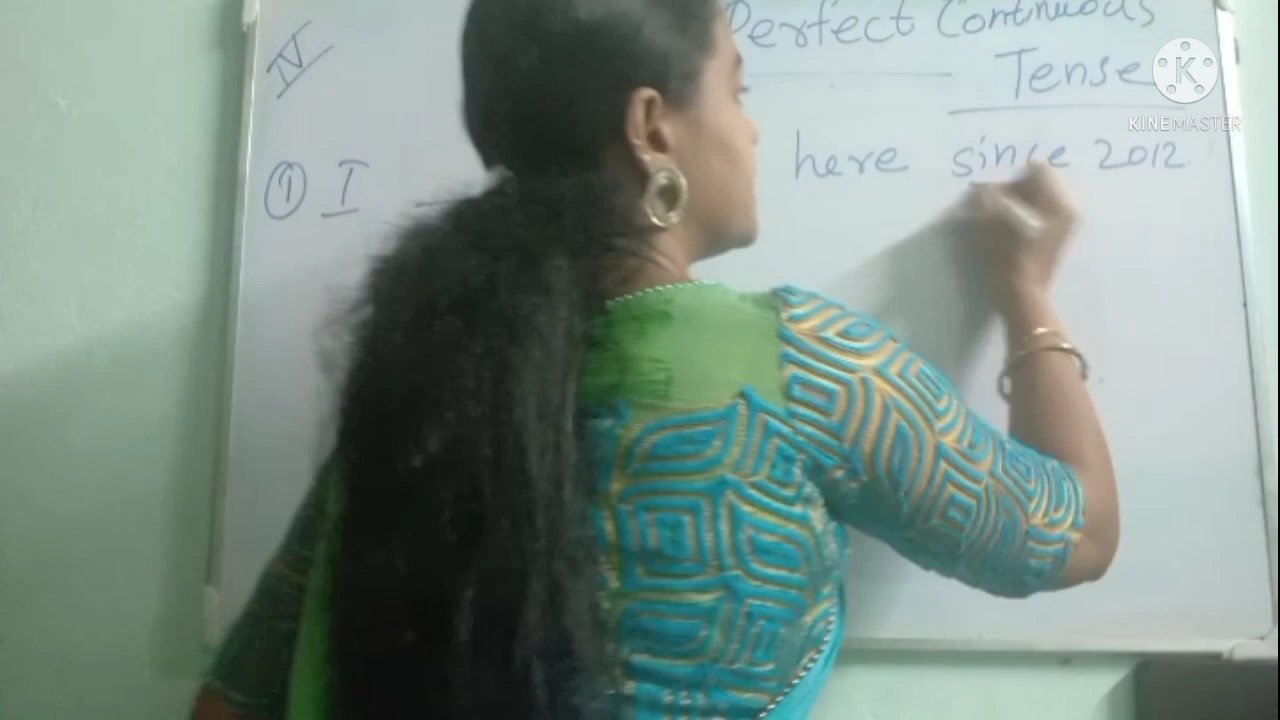 Perfect Continuous
IV
Tense
① I _ here since 2012
K
KINEMASTER